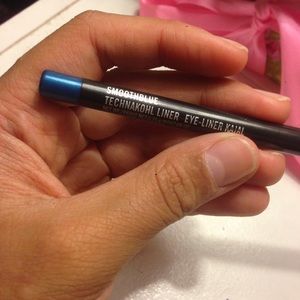 SMOOTHBLUE
TECHNAKOHL LINER EYE-LINER KAJAL